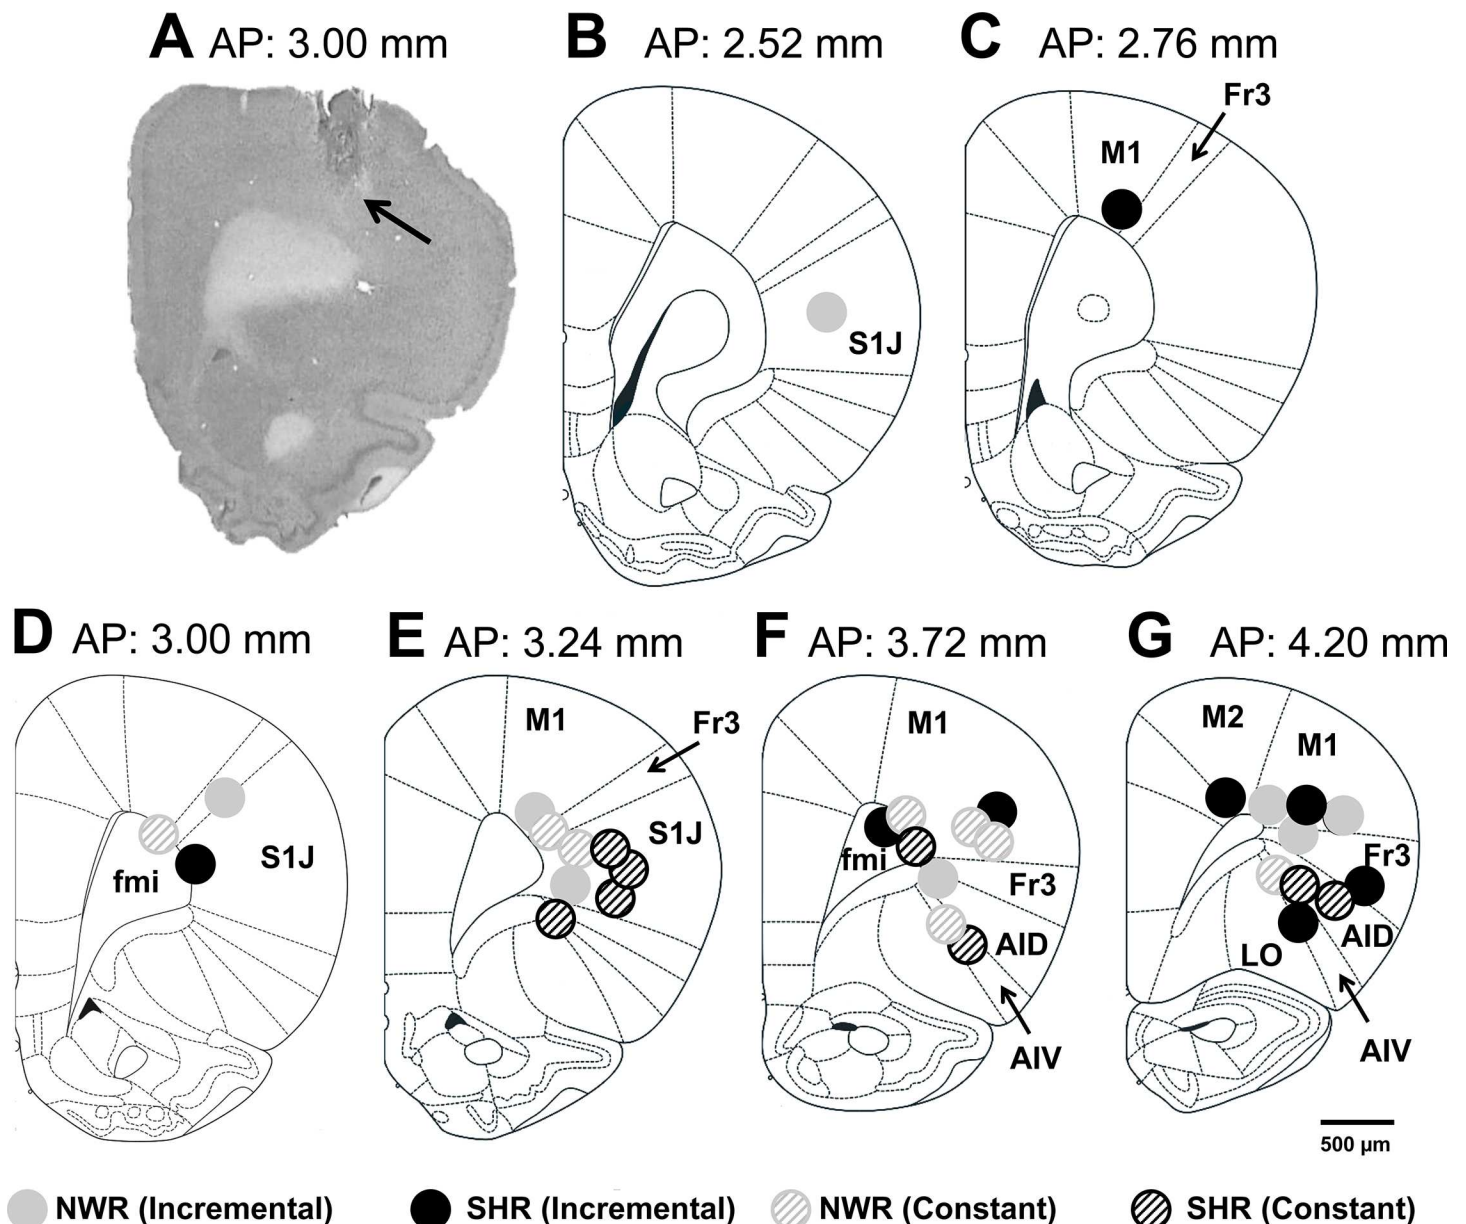 A AP: 3.00 mm
B AP: 2.52 mm
C AP: 2.76 mm
Fr3
M1
S1J
D AP: 3.00 mm
E AP: 3.24 mm
F AP: 3.72 mm
G AP: 4.20 mm
fmi
S1J
M1
Fr3
S1J
M1
fmi
Fr3
AID
AIV
M2
M1
Fr3
AID
LO
AIV
500 µm
NWR (Incremental)
SHR (Incremental)
NWR (Constant)
SHR (Constant)